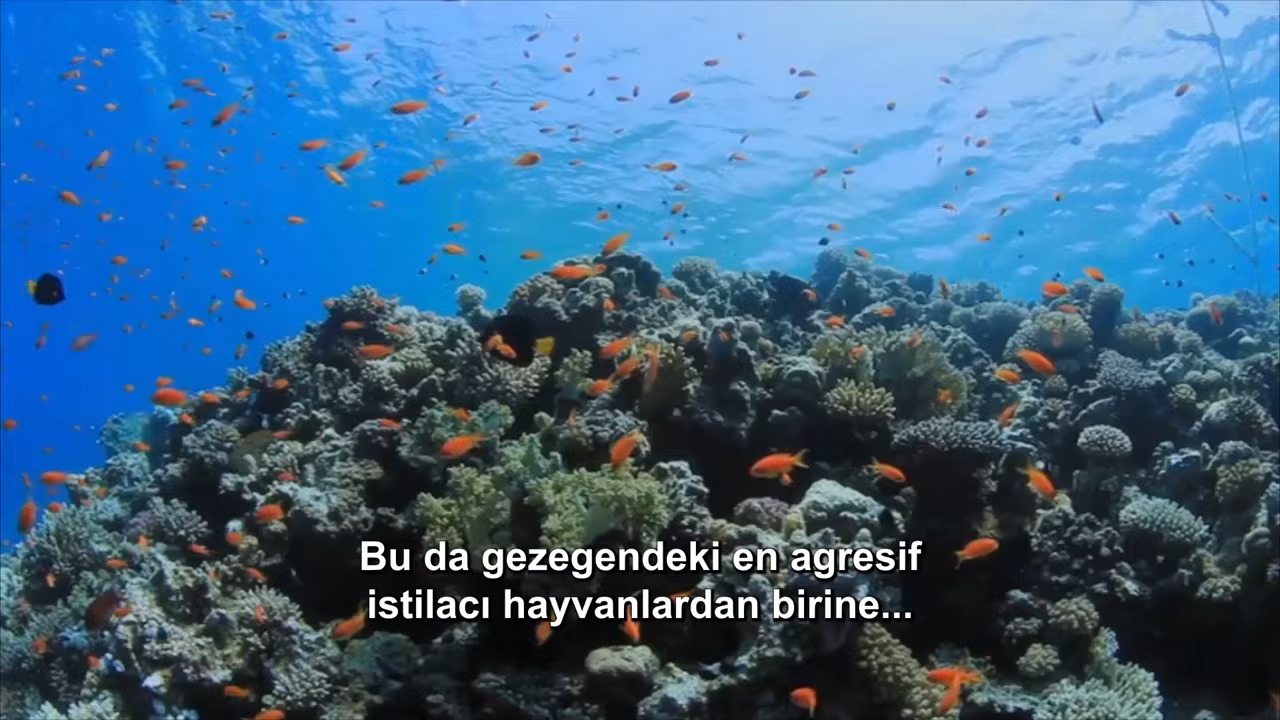 Bu da gezegendeki en agresif
istilacı hayvanlardan birine...